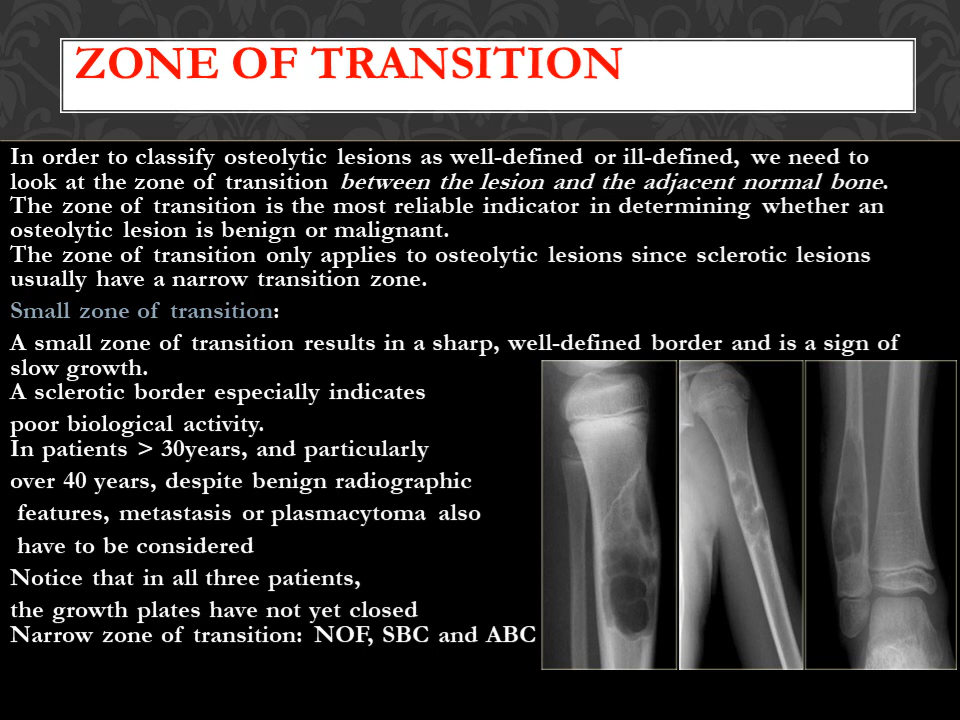 ZONE OF TRANSITION
In order to classify osteolytic lesions as well-defined or ill-defined, we need to
look at the zone of transition between the lesion and the adjacent normal bone.
The zone of transition is the most reliable indicator in determining whether an
osteolytic lesion is benign or malignant.
The zone of transition only applies to osteolytic lesions since sclerotic lesions
usually have a narrow transition zone.
Small zone of transition:
A small zone of transition results in a sharp, well-defined border and is a sign of
slow growth.
A sclerotic border especially indicates
poor biological activity.
In patients > 30years, and particularly
over 40 years, despite benign radiographic
features, metastasis or plasmacytoma also
have to be considered
Notice that in all three patients,
the growth plates have not yet closed
Narrow zone of transition: NOF, SBC and ABC